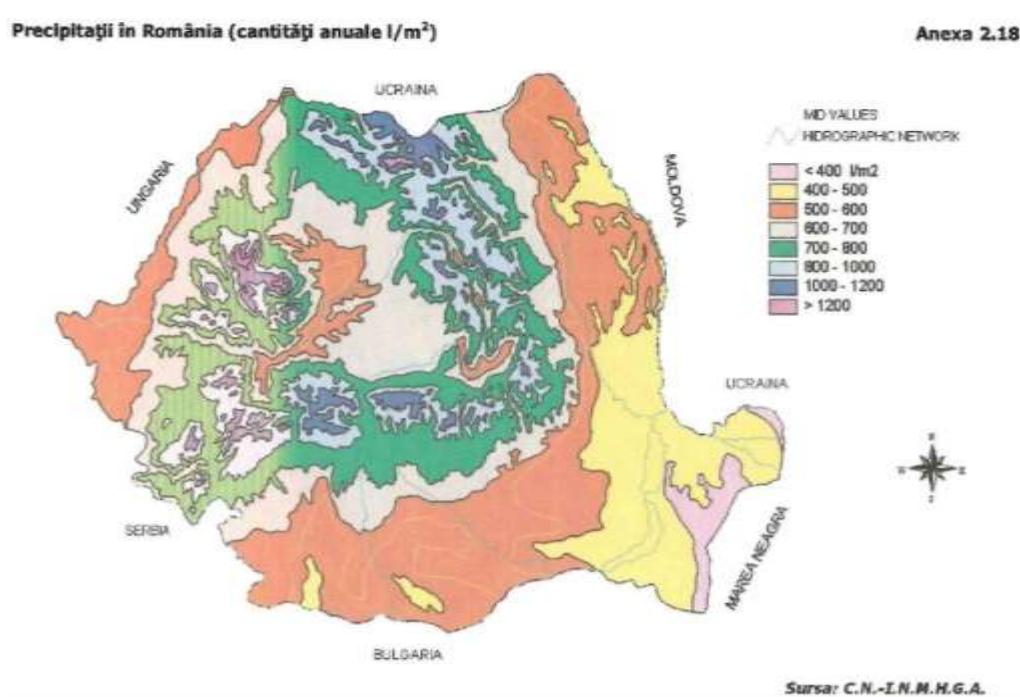 Precipitaţii în România (cantităţi anuale l/m²)
Anexa 2.18
UCRAINA
UNGARIA
MOLDOVA
MID VALUES
HIDROGRAPHIC NETWORK
< 400 l/m2
400 - 500
500 - 600
600 - 700
700 - 800
800 - 1000
1000 - 1200
> 1200
UCRAINA
SERBIA
MAREA NEAGRA
BULGARIA
Sursa: C.N.-I.N.M.H.G.A.